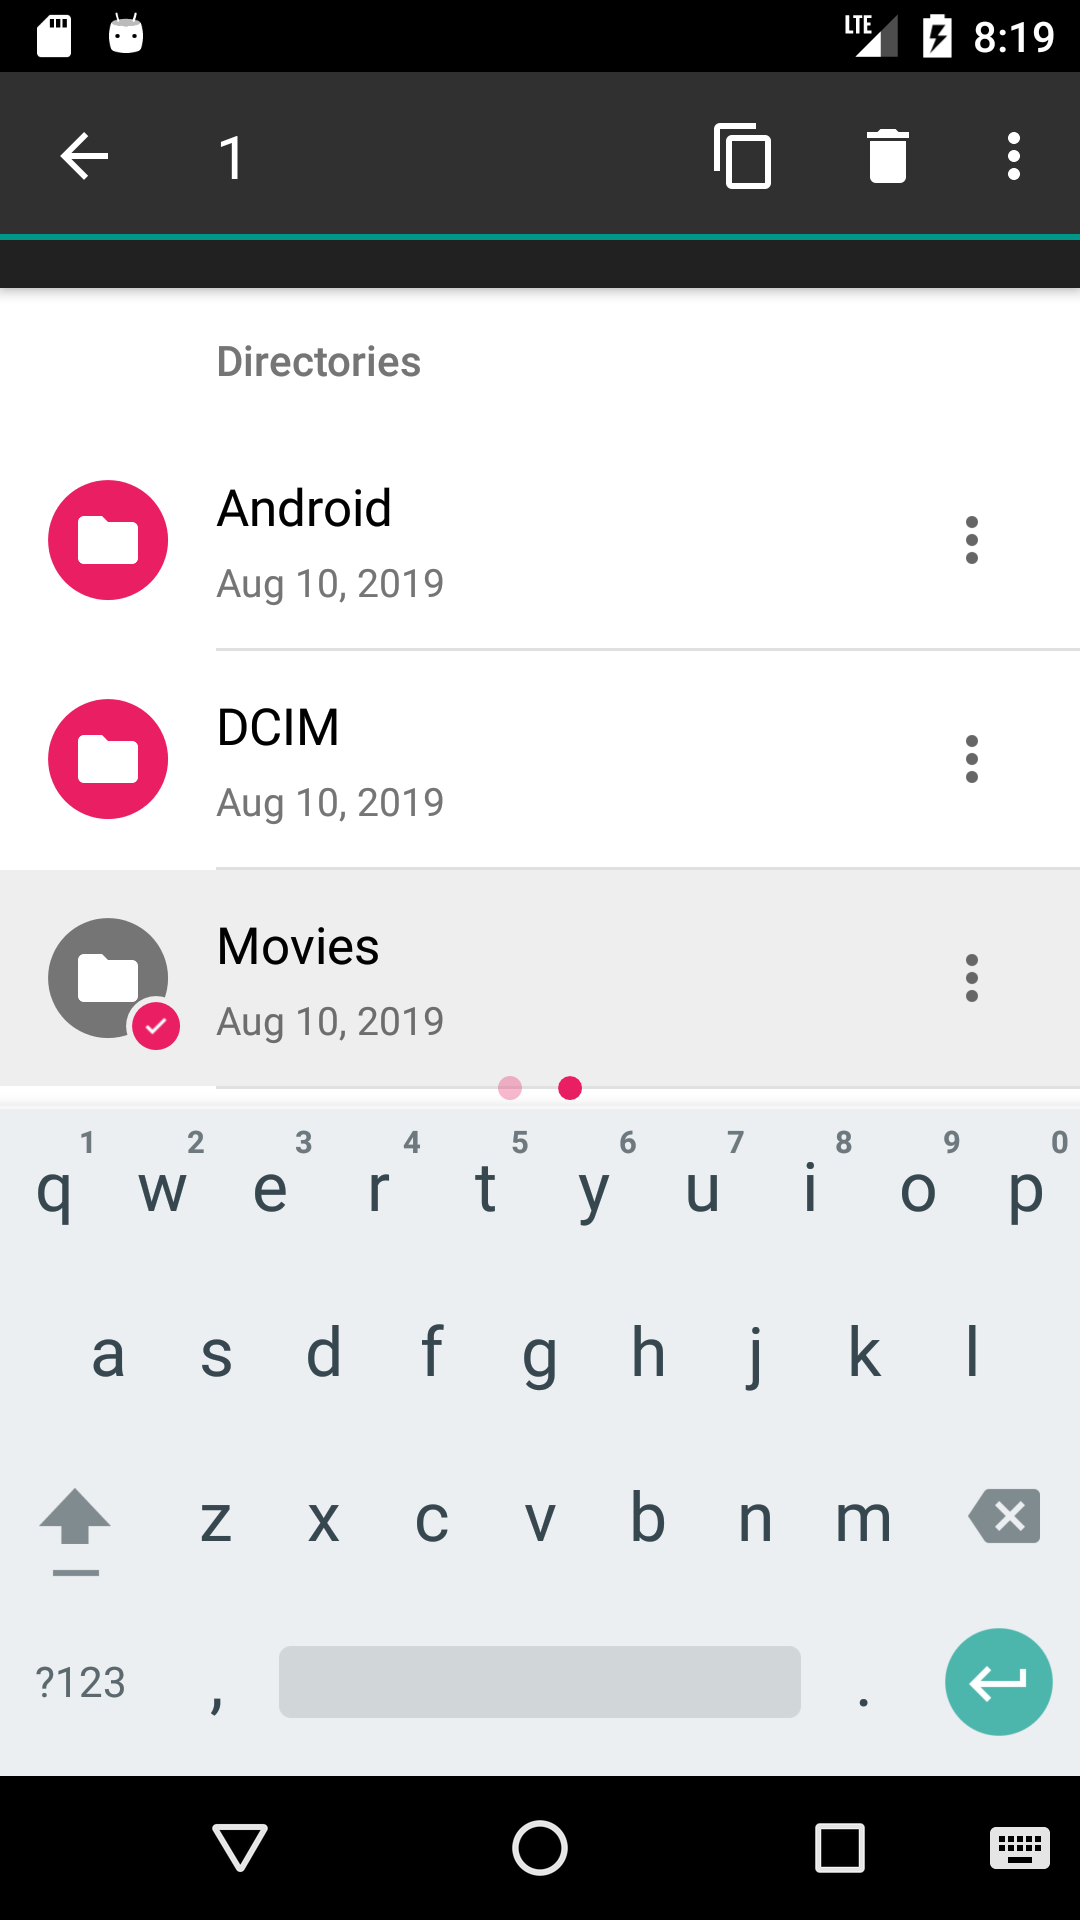 LTE 8:19
1
Directories
Android
Aug 10, 2019
DCIM
Aug 10, 2019
Movies
Aug 10, 2019
1 2 3 4 5 6 7 8 9 0
q w e r t y u i o p
a s d f g h j k l
z x c v b n m
?123 , .